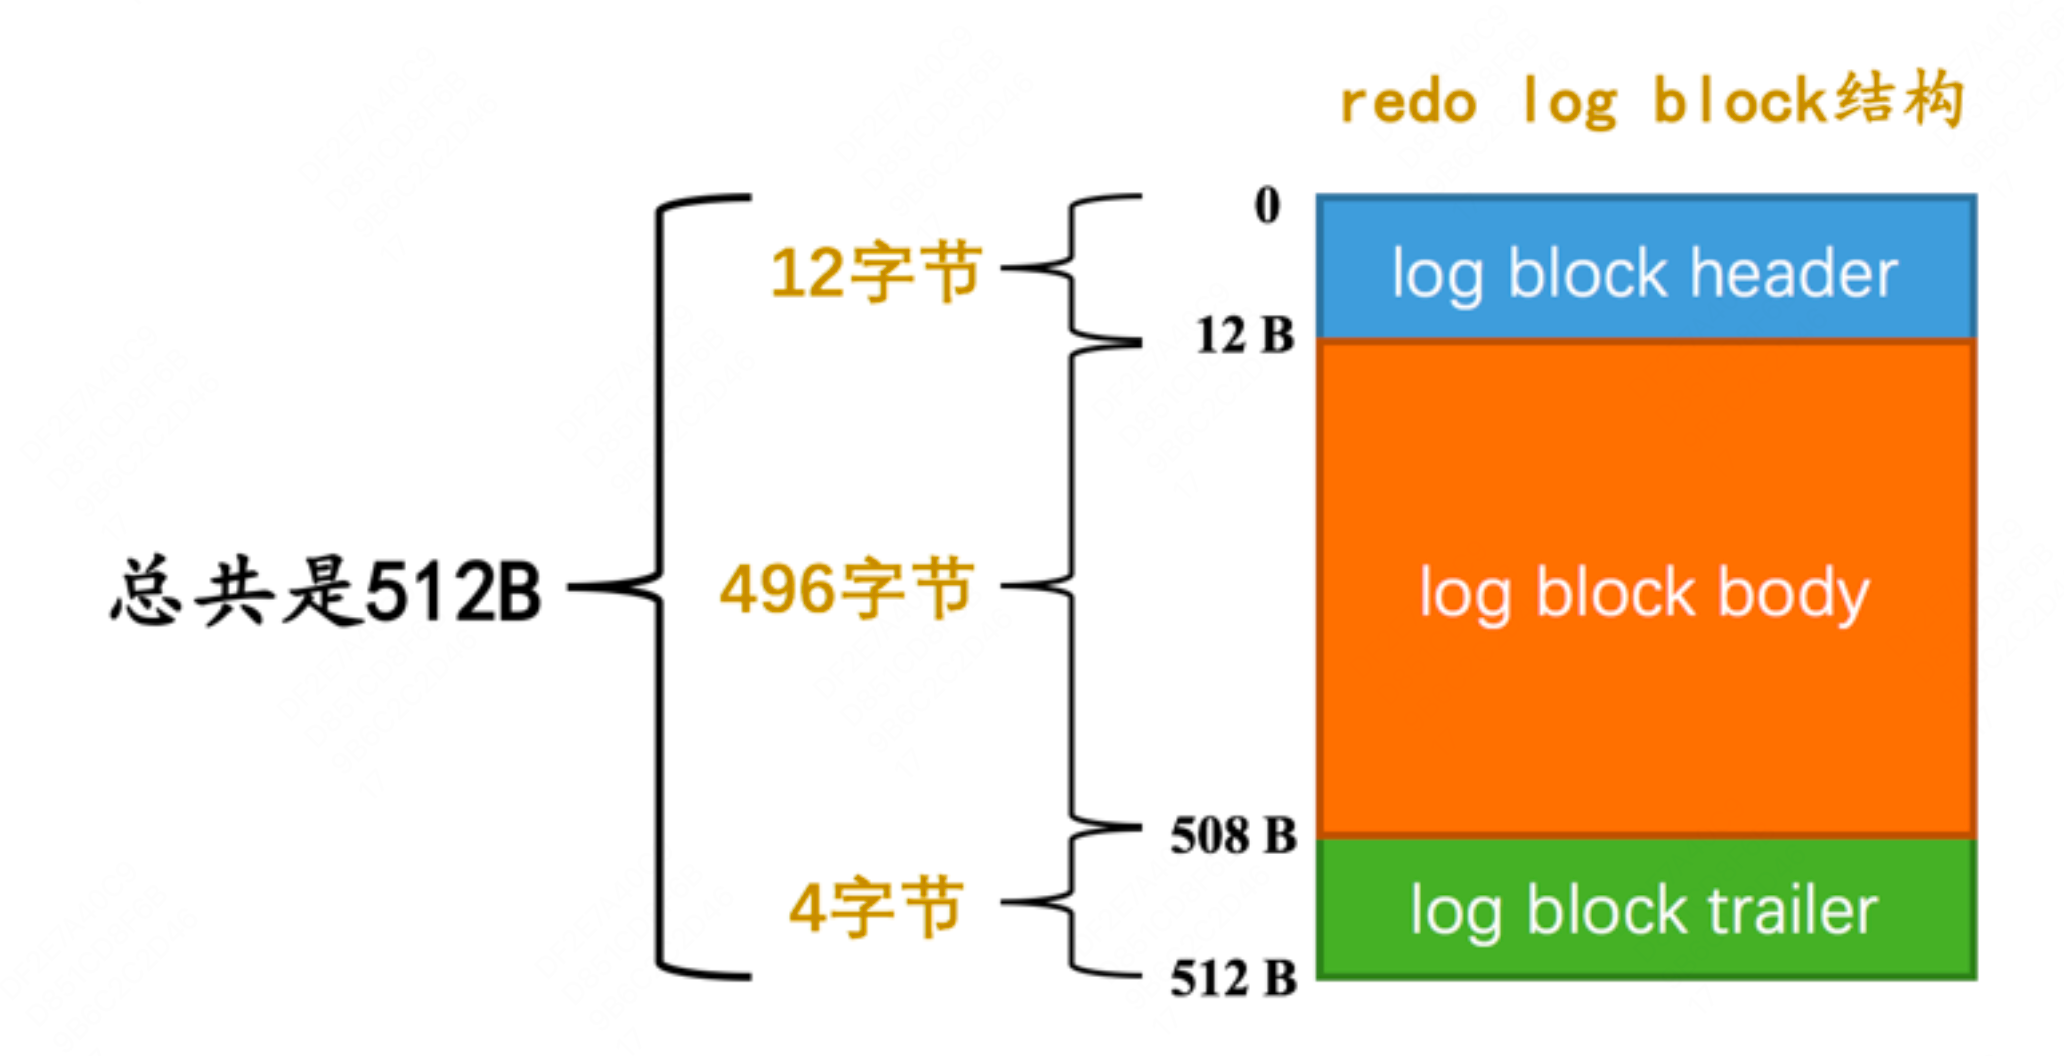 redo log block结构
总共是512B
12字节
496字节
4字节
0
12 B
508 B
512 B
log block header
log block body
log block trailer